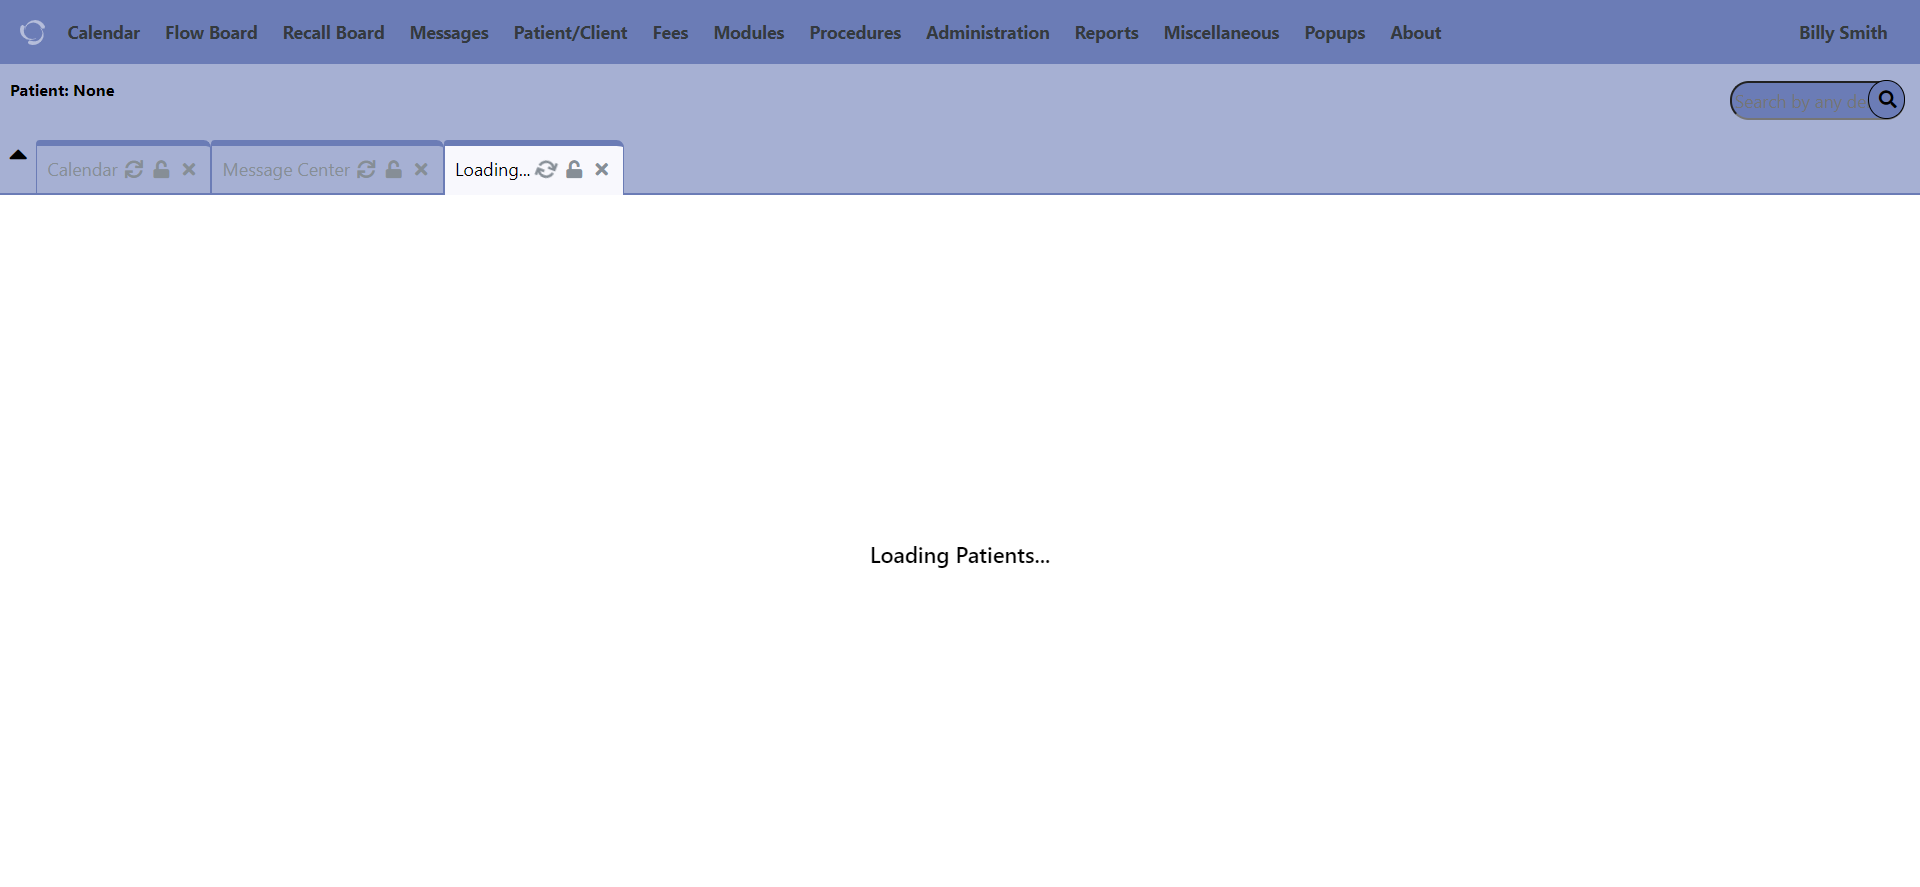 Calendar Flow Board Recall Board Messages Patient/Client Fees Modules Procedures Administration Reports Miscellaneous Popups About Billy Smith
Patient: None
Search by any de
Calendar Message Center Loading...
Loading Patients...